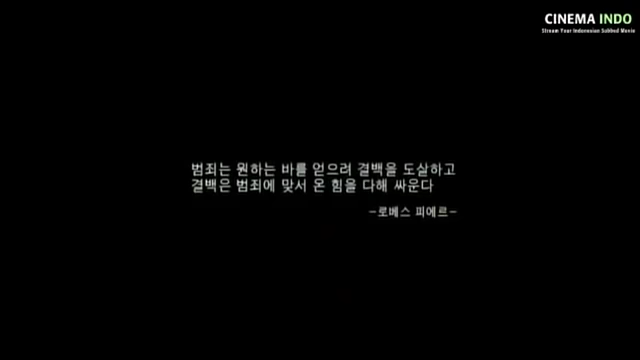 CINEMA INDO
Stream Your Indonesian Subbed Movie
범죄는 원하는 바를 얻으려 결백을 도살하고
결백은 범죄에 맞서 온 힘을 다해 싸운다
-로베스 피에르-